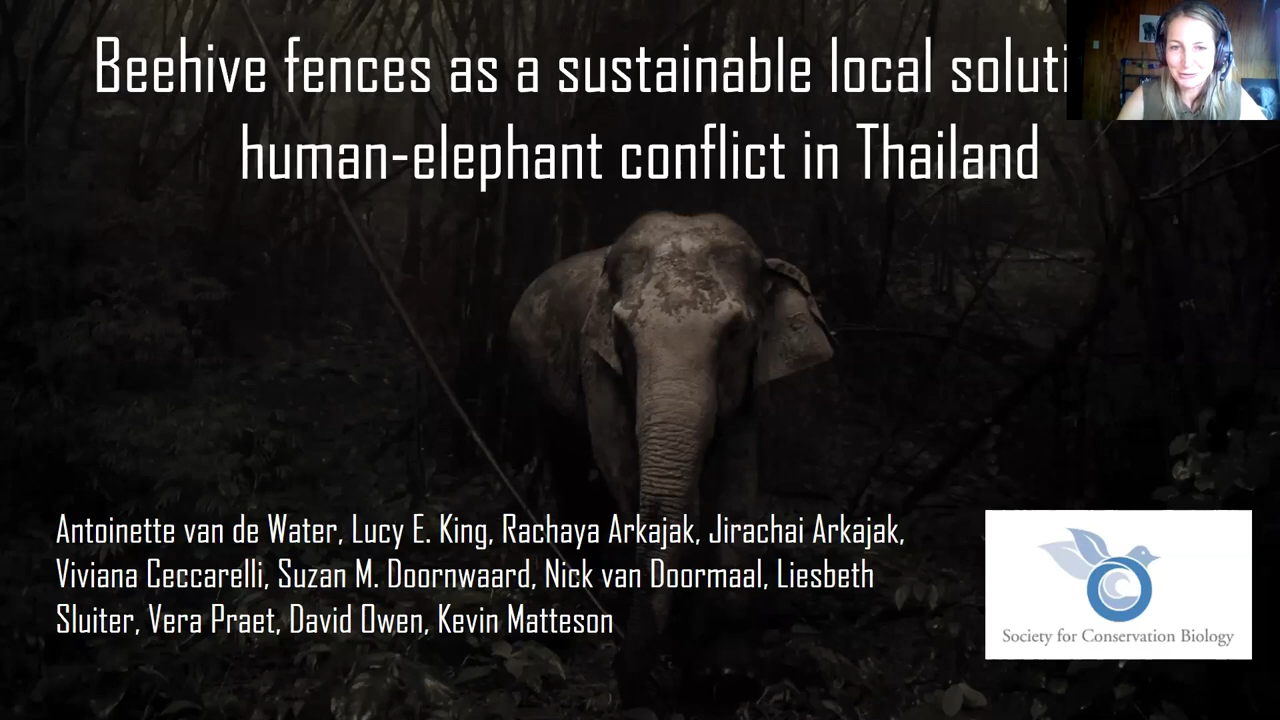 Beehive fences as a sustainable local soluti
human-elephant conflict in Thailand
Antoinette van de Water, Lucy E. King, Rachaya Arkajak, Jirachai Arkajak,
Viviana Ceccarelli, Suzan M. Doornwaard, Nick van Doormaal, Liesbeth
Sluiter, Vera Praet, David Owen, Kevin Matteson
Society for Conservation Biology